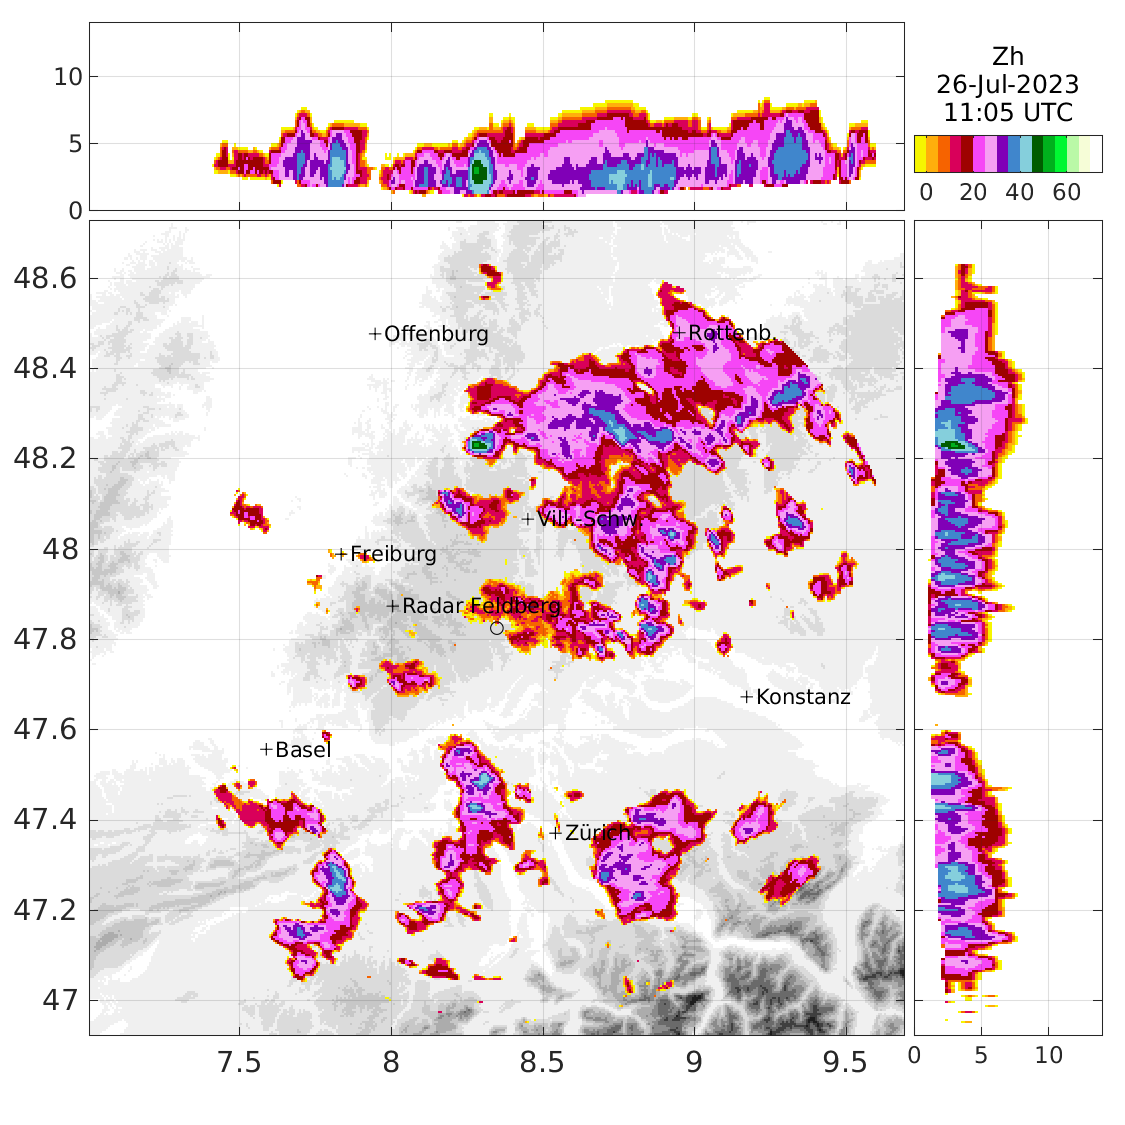 10
5
0
Zh
26-Jul-2023
11:05 UTC
0 20 40 60
48.6
48.4
48.2
48
47.8
47.6
47.4
47.2
47
+Offenburg
+Rottenb.
+Vill.-Schw.
+Freiburg
+Radar Feldberg
+Konstanz
+Basel
+Zürich
7.5 8 8.5 9 9.5
0 5 10